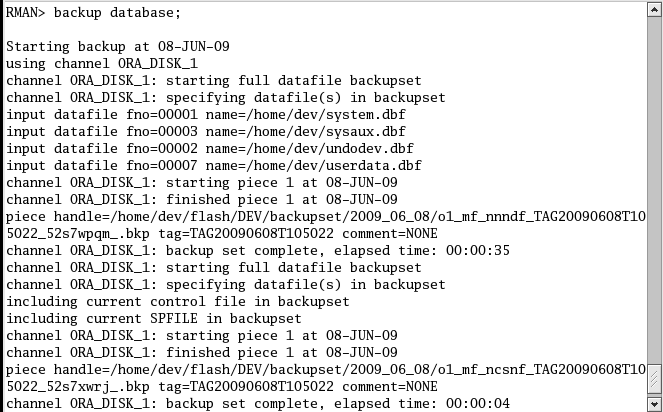 RMAN> backup database;
Starting backup at 08-JUN-09
using channel ORA_DISK_1
channel ORA_DISK_1: starting full datafile backupset
channel ORA_DISK_1: specifying datafile(s) in backupset
input datafile fno=00001 name=/home/dev/system.dbf
input datafile fno=00003 name=/home/dev/sysaux.dbf
input datafile fno=00002 name=/home/dev/undodev.dbf
input datafile fno=00007 name=/home/dev/userdata.dbf
channel ORA_DISK_1: starting piece 1 at 08-JUN-09
channel ORA_DISK_1: finished piece 1 at 08-JUN-09
piece handle=/home/dev/flash/DEV/backupset/2009_06_08/o1_mf_nnndf_TAG20090608T10
5022_52s7wpqm_.bkp tag=TAG20090608T105022 comment=NONE
channel ORA_DISK_1: backup set complete, elapsed time: 00:00:35
channel ORA_DISK_1: starting full datafile backupset
channel ORA_DISK_1: specifying datafile(s) in backupset
including current control file in backupset
including current SPFILE in backupset
channel ORA_DISK_1: starting piece 1 at 08-JUN-09
channel ORA_DISK_1: finished piece 1 at 08-JUN-09
piece handle=/home/dev/flash/DEV/backupset/2009_06_08/o1_mf_ncsnf_TAG20090608T10
5022_52s7xwrj_.bkp tag=TAG20090608T105022 comment=NONE
channel ORA_DISK_1: backup set complete, elapsed time: 00:00:04